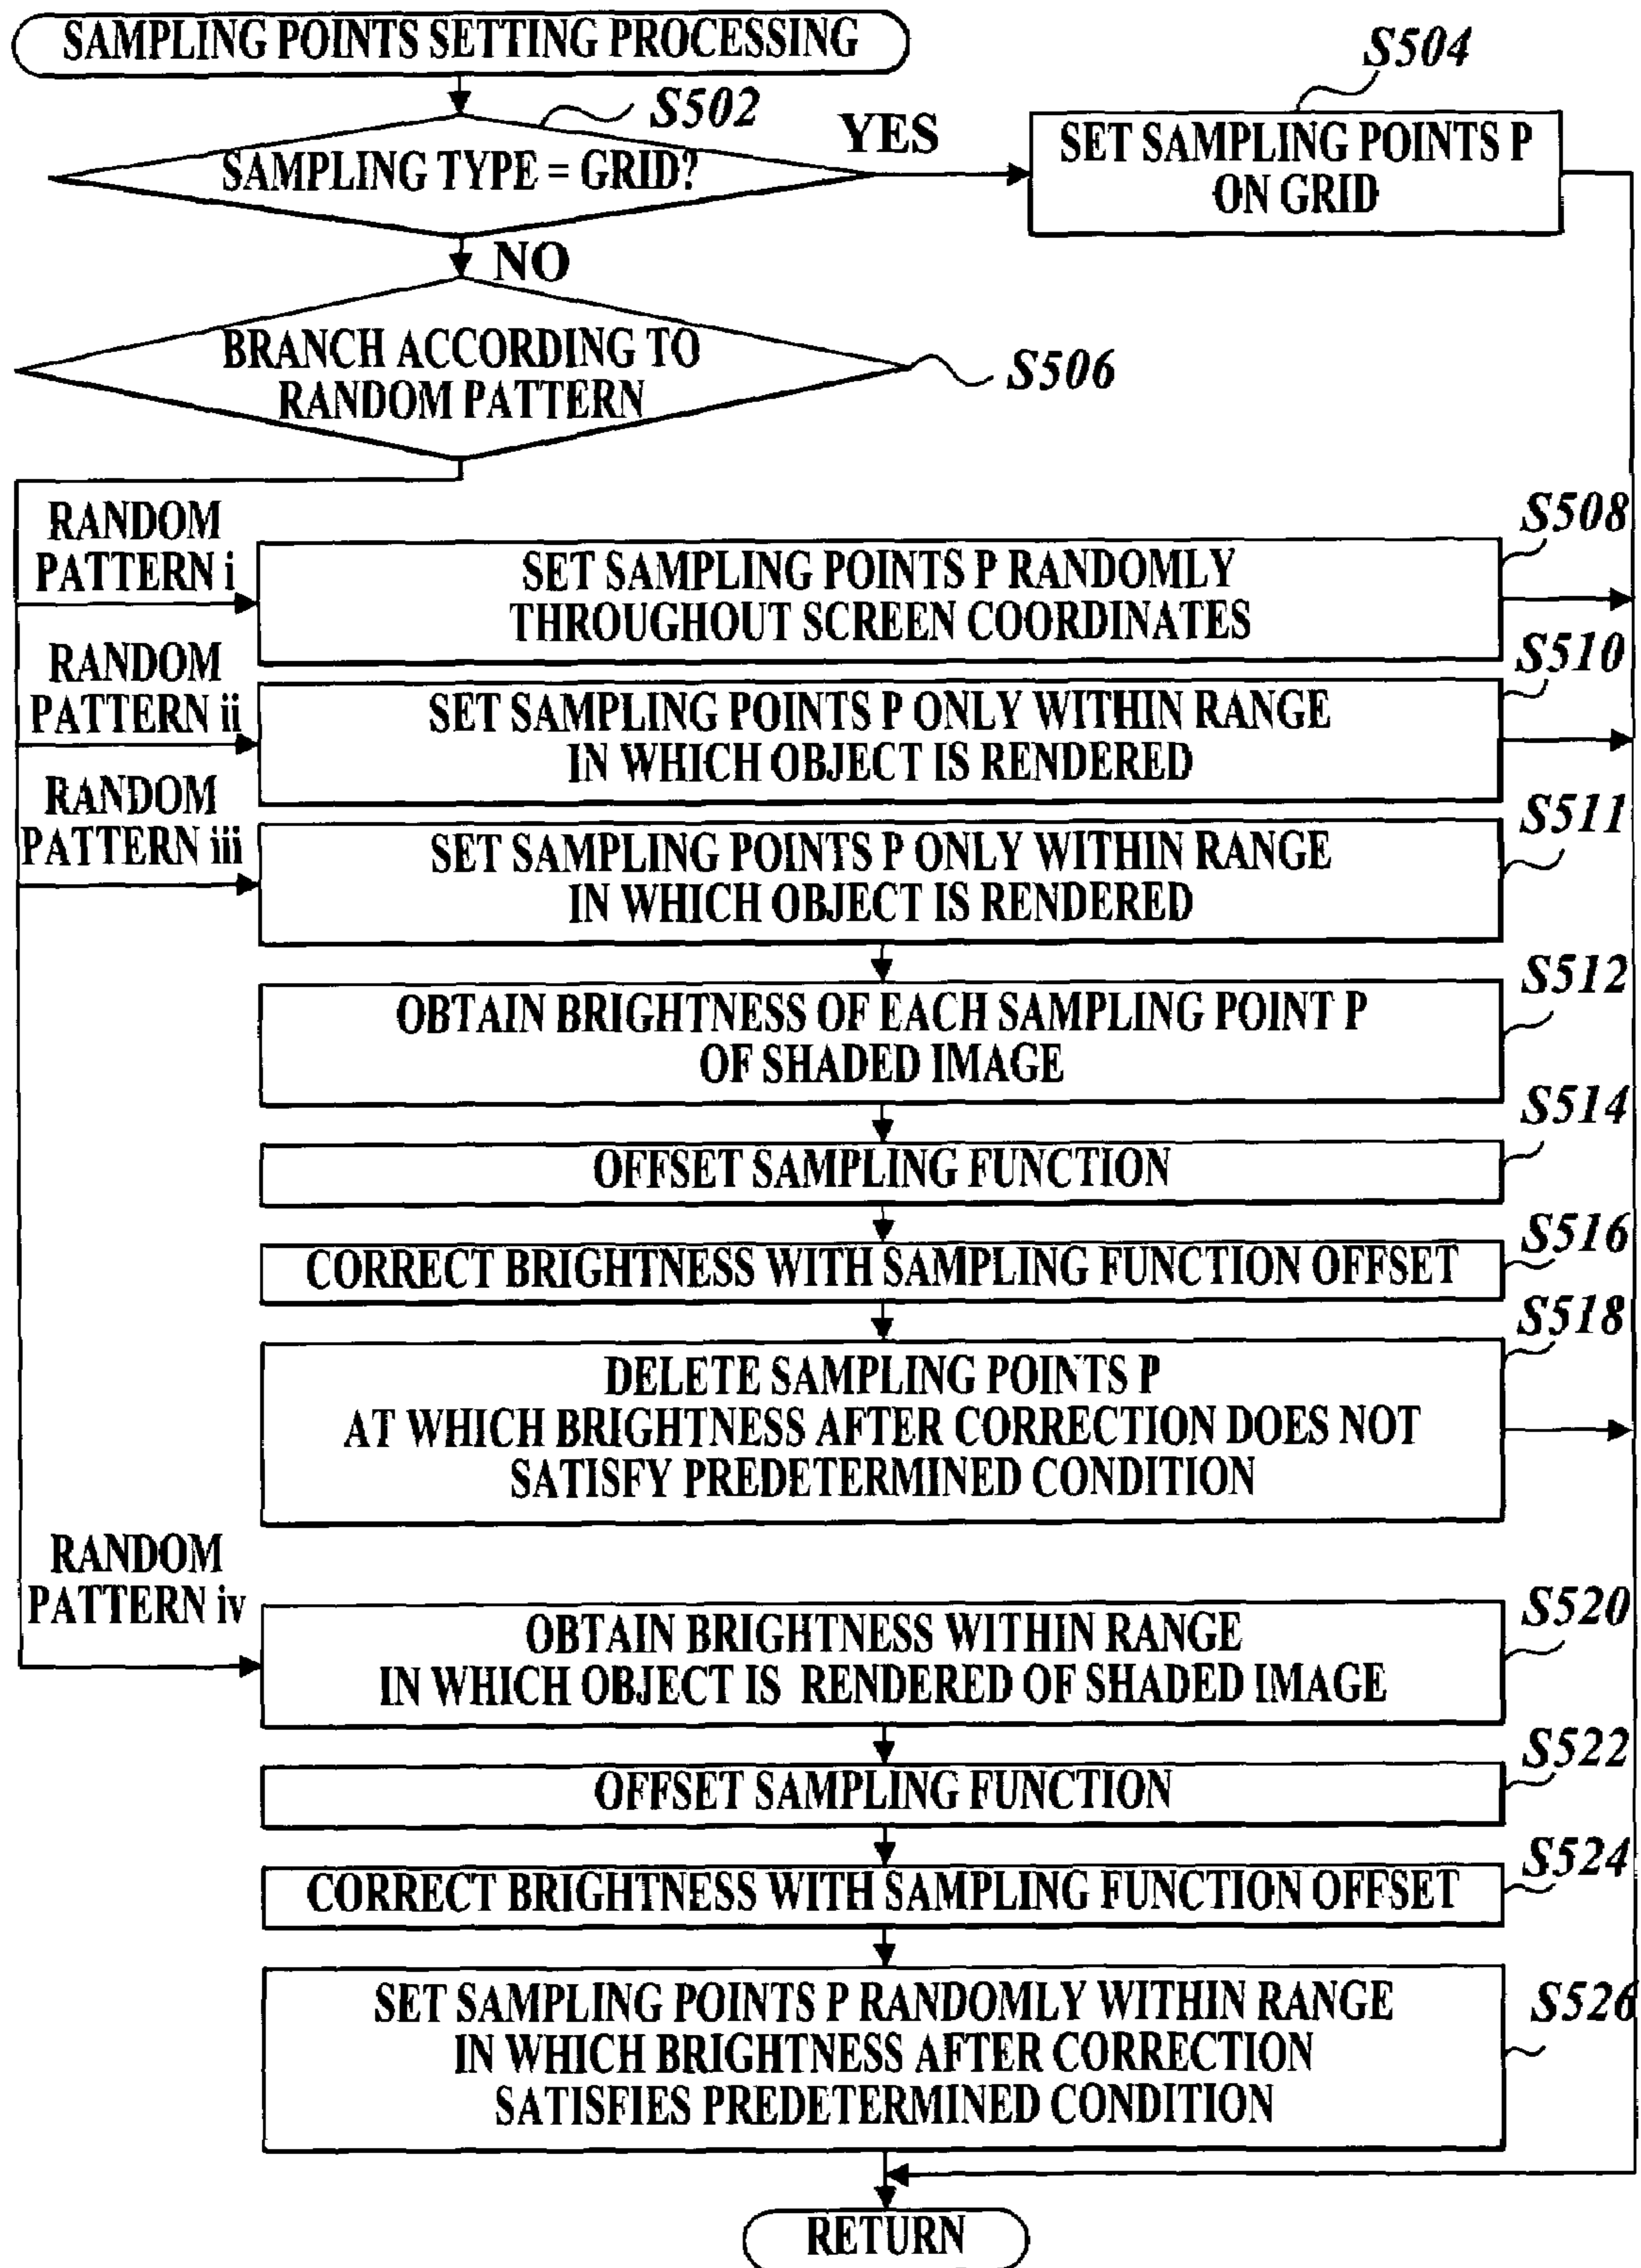 SAMPLING POINTS SETTING PROCESSING
S502
SAMPLING TYPE = GRID?
YES
S504
SET SAMPLING POINTS P
ON GRID
NO
BRANCH ACCORDING TO
RANDOM PATTERN
S506
RANDOM
PATTERN i
S508
SET SAMPLING POINTS P RANDOMLY
THROUGHOUT SCREEN COORDINATES
RANDOM
PATTERN ii
S510
SET SAMPLING POINTS P ONLY WITHIN RANGE
IN WHICH OBJECT IS RENDERED
RANDOM
PATTERN iii
S511
SET SAMPLING POINTS P ONLY WITHIN RANGE
IN WHICH OBJECT IS RENDERED
S512
OBTAIN BRIGHTNESS OF EACH SAMPLING POINT P
OF SHADED IMAGE
S514
OFFSET SAMPLING FUNCTION
S516
CORRECT BRIGHTNESS WITH SAMPLING FUNCTION OFFSET
S518
DELETE SAMPLING POINTS P
AT WHICH BRIGHTNESS AFTER CORRECTION DOES NOT
SATISFY PREDETERMINED CONDITION
RANDOM
PATTERN iv
S520
OBTAIN BRIGHTNESS WITHIN RANGE
IN WHICH OBJECT IS RENDERED OF SHADED IMAGE
S522
OFFSET SAMPLING FUNCTION
S524
CORRECT BRIGHTNESS WITH SAMPLING FUNCTION OFFSET
S526
SET SAMPLING POINTS P RANDOMLY WITHIN RANGE
IN WHICH BRIGHTNESS AFTER CORRECTION
SATISFIES PREDETERMINED CONDITION
RETURN